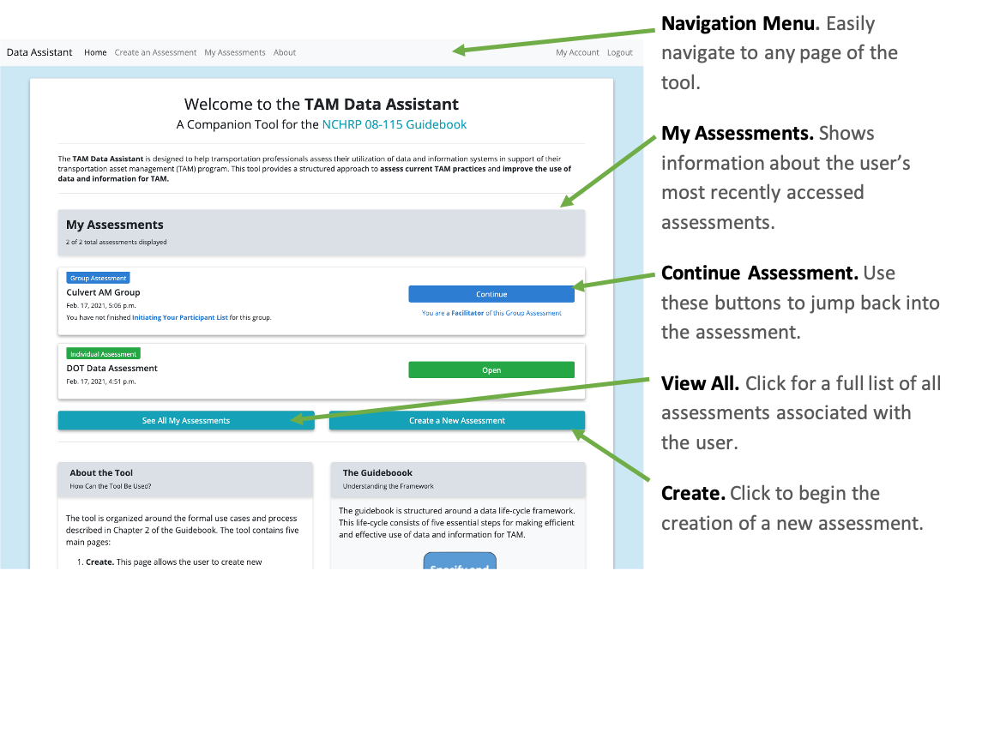 Data Assistant Home Create an Assessment My Assessments About My Account Logout
Welcome to the TAM Data Assistant
A Companion Tool for the NCHRP 08-115 Guidebook
The TAM Data Assistant is designed to help transportation professionals assess their utilization of data and information systems in support of their
transportation asset management (TAM) program. This tool provides a structured approach to assess current TAM practices and improve the use of
data and information for TAM.
My Assessments
2 of 2 total assessments displayed
Group Assessment
Culvert AM Group
Feb. 17, 2021, 5:06 p.m.
You have not finished Initiating Your Participant List for this group.
Continue
You are a Facilitator of this Group Assessment
Individual Assessment
DOT Data Assessment
Feb. 17, 2021, 4:51 p.m.
Open
See All My Assessments
Create a New Assessment
About the Tool
How Can the Tool Be Used?
The tool is organized around the formal use cases and process
described in Chapter 2 of the Guidebook. The tool contains five
main pages:
1. Create. This page allows the user to create new
The Guideboook
Understanding the Framework
The guidebook is structured around a data life-cycle framework.
This life-cycle consists of five essential steps for making efficient
and effective use of data and information for TAM.
Specify and
Navigation Menu. Easily
navigate to any page of the
tool.
My Assessments. Shows
information about the user’s
most recently accessed
assessments.
Continue Assessment. Use
these buttons to jump back into
the assessment.
View All. Click for a full list of all
assessments associated with
the user.
Create. Click to begin the
creation of a new assessment.